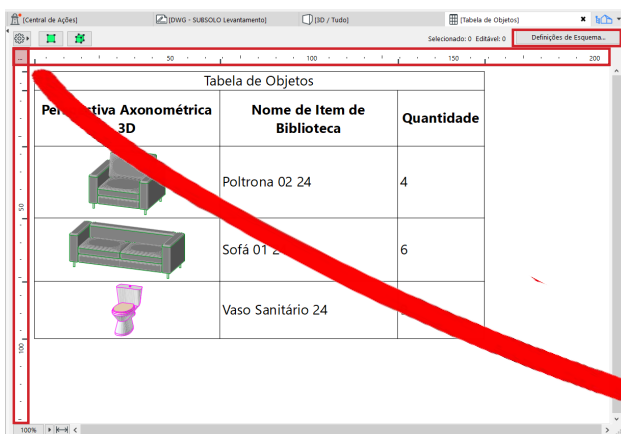 [Central de Ações] [DWG - SUBSOLO Levantamento] [3D / Tudo] [Tabela de Objetos]
Selecionado: 0 Editável: 0 Definições de Esquema...
50 100 150 200
Tabela de Objetos
Axonométrica Nome de Item de Quantidade
3D Biblioteca
Poltrona 02 24 4
50
Sofá 01 6
Vaso Sanitário 24
100
100%